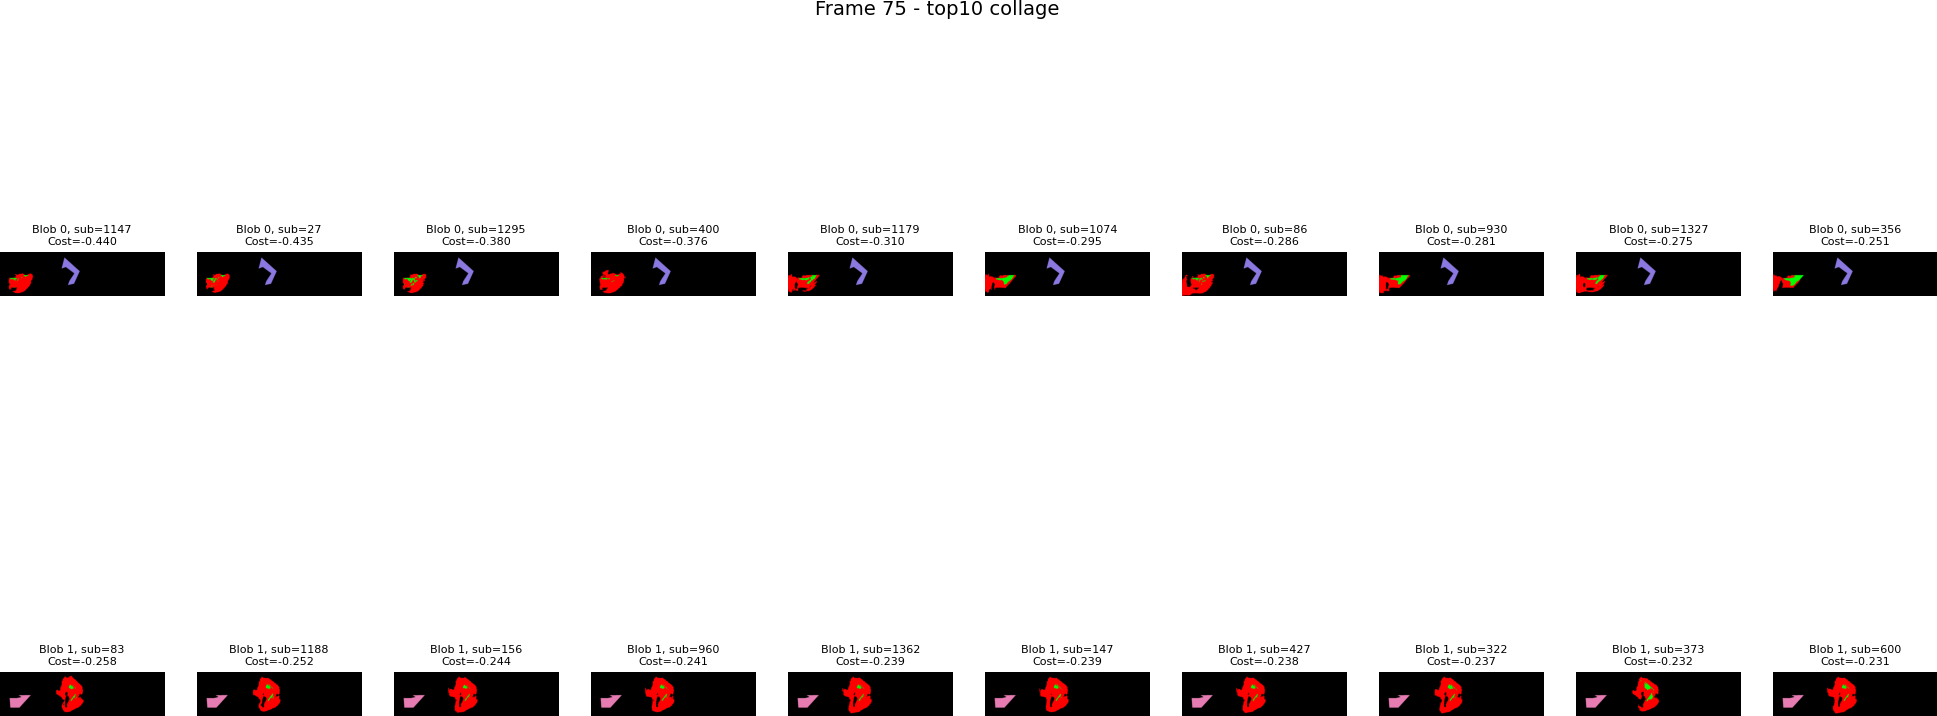 Frame 75 - top10 collage
Blob 0, sub=1147
Cost=-0.440
Blob 0, sub=27
Cost=-0.435
Blob 0, sub=1295
Cost=-0.380
Blob 0, sub=400
Cost=-0.376
Blob 0, sub=1179
Cost=-0.310
Blob 0, sub=1074
Cost=-0.295
Blob 0, sub=86
Cost=-0.286
Blob 0, sub=930
Cost=-0.281
Blob 0, sub=1327
Cost=-0.275
Blob 0, sub=356
Cost=-0.251
Blob 1, sub=83
Cost=-0.258
Blob 1, sub=1188
Cost=-0.252
Blob 1, sub=156
Cost=-0.244
Blob 1, sub=960
Cost=-0.241
Blob 1, sub=1362
Cost=-0.239
Blob 1, sub=147
Cost=-0.239
Blob 1, sub=427
Cost=-0.238
Blob 1, sub=322
Cost=-0.237
Blob 1, sub=373
Cost=-0.232
Blob 1, sub=600
Cost=-0.231